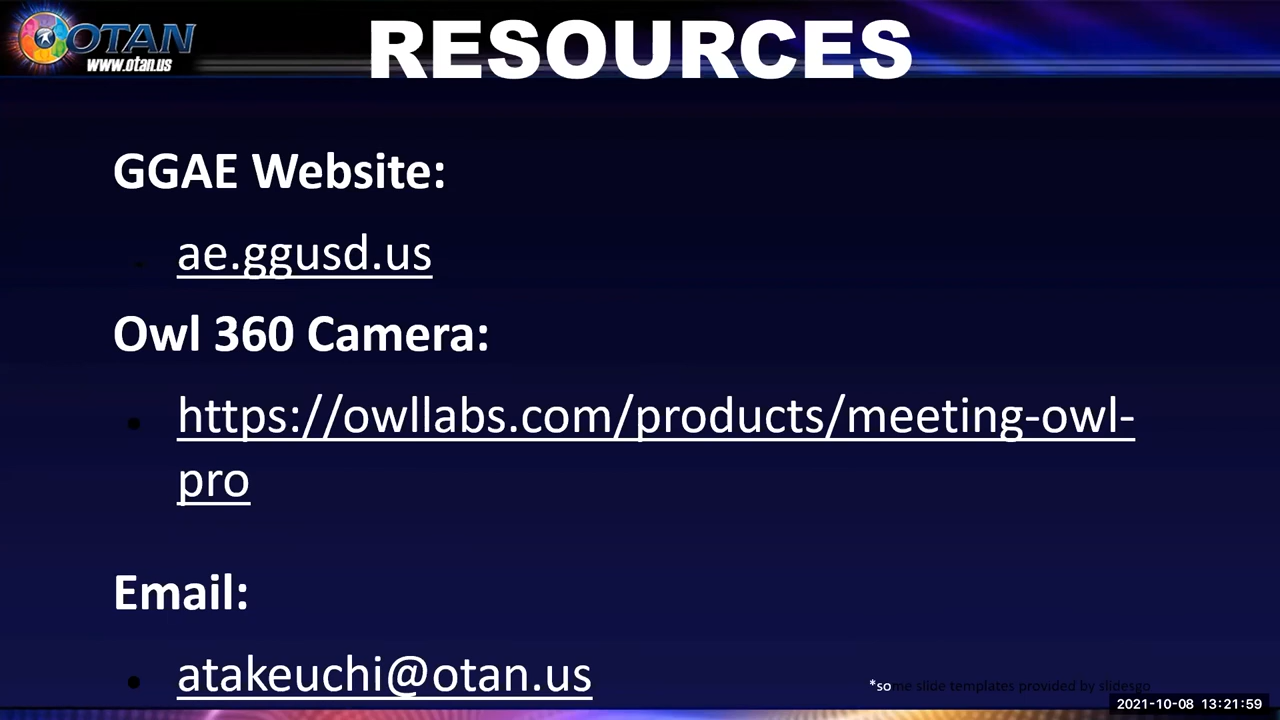 OTAN
www.otan.us
RESOURCES
GGAE Website:
ae.ggusd.us
Owl 360 Camera:
https://owllabs.com/products/meeting-owl-
pro
Email:
atakeuchi@otan.us
*some slide templates provided by slidesgo
2021-10-08 13:21:59